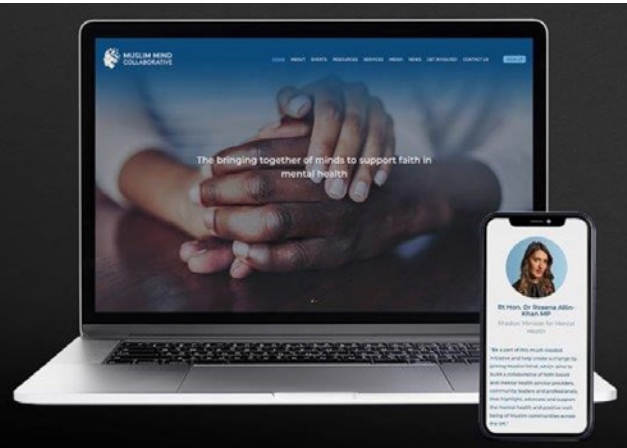 MUSLIM MIND
COLLABORATIVE
HOME ABOUT EVENTS RESOURCES SERVICES MEDIA NEWS GET INVOLVED CONTACT US SIGN UP
The bringing together of minds to support faith in
mental health
Rt Hon. Dr Rosena Allin-
Khan MP
Shadow Minister for Mental
Health
"Be a part of this much needed
initiative and help create a change by
joining Muslim Mind, which aims to
build a collaborative of faith based
and mental health service providers,
community leaders and professionals,
that highlight, advocate and support
the mental health and positive well-
being of Muslim communities across
the UK."